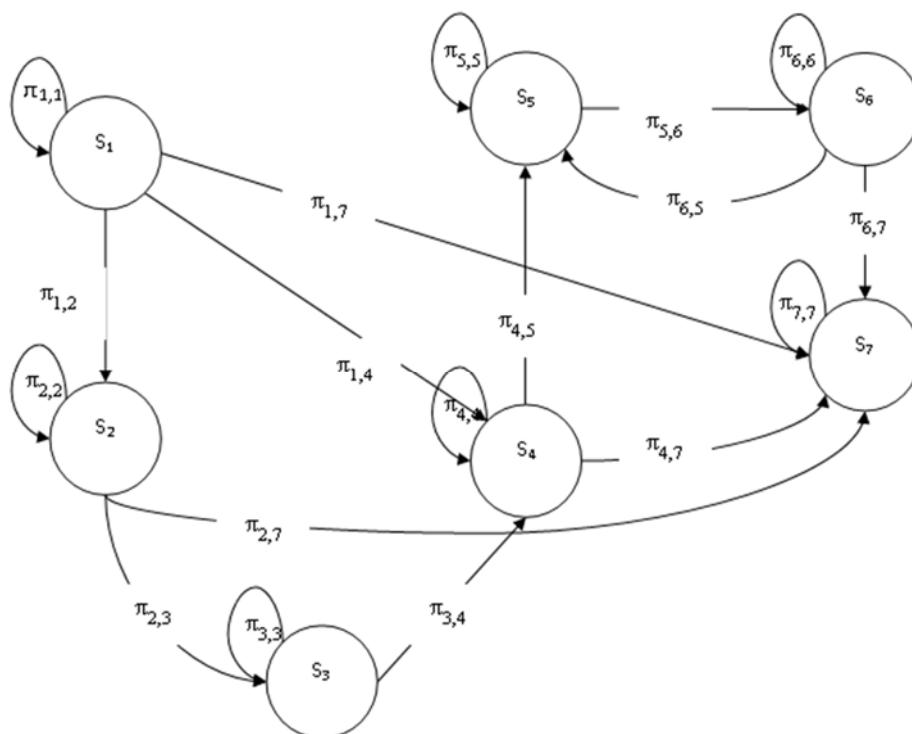 π5,5
π6,6
S5
S6
π1,1
π5,6
S1
π6,5
π1,7
π6,7
π1,2
π7,7
π4,5
S7
π1,4
π2,2
π4,4
S2
S4
π4,7
π2,7
π2,3
π3,3
π3,4
S3